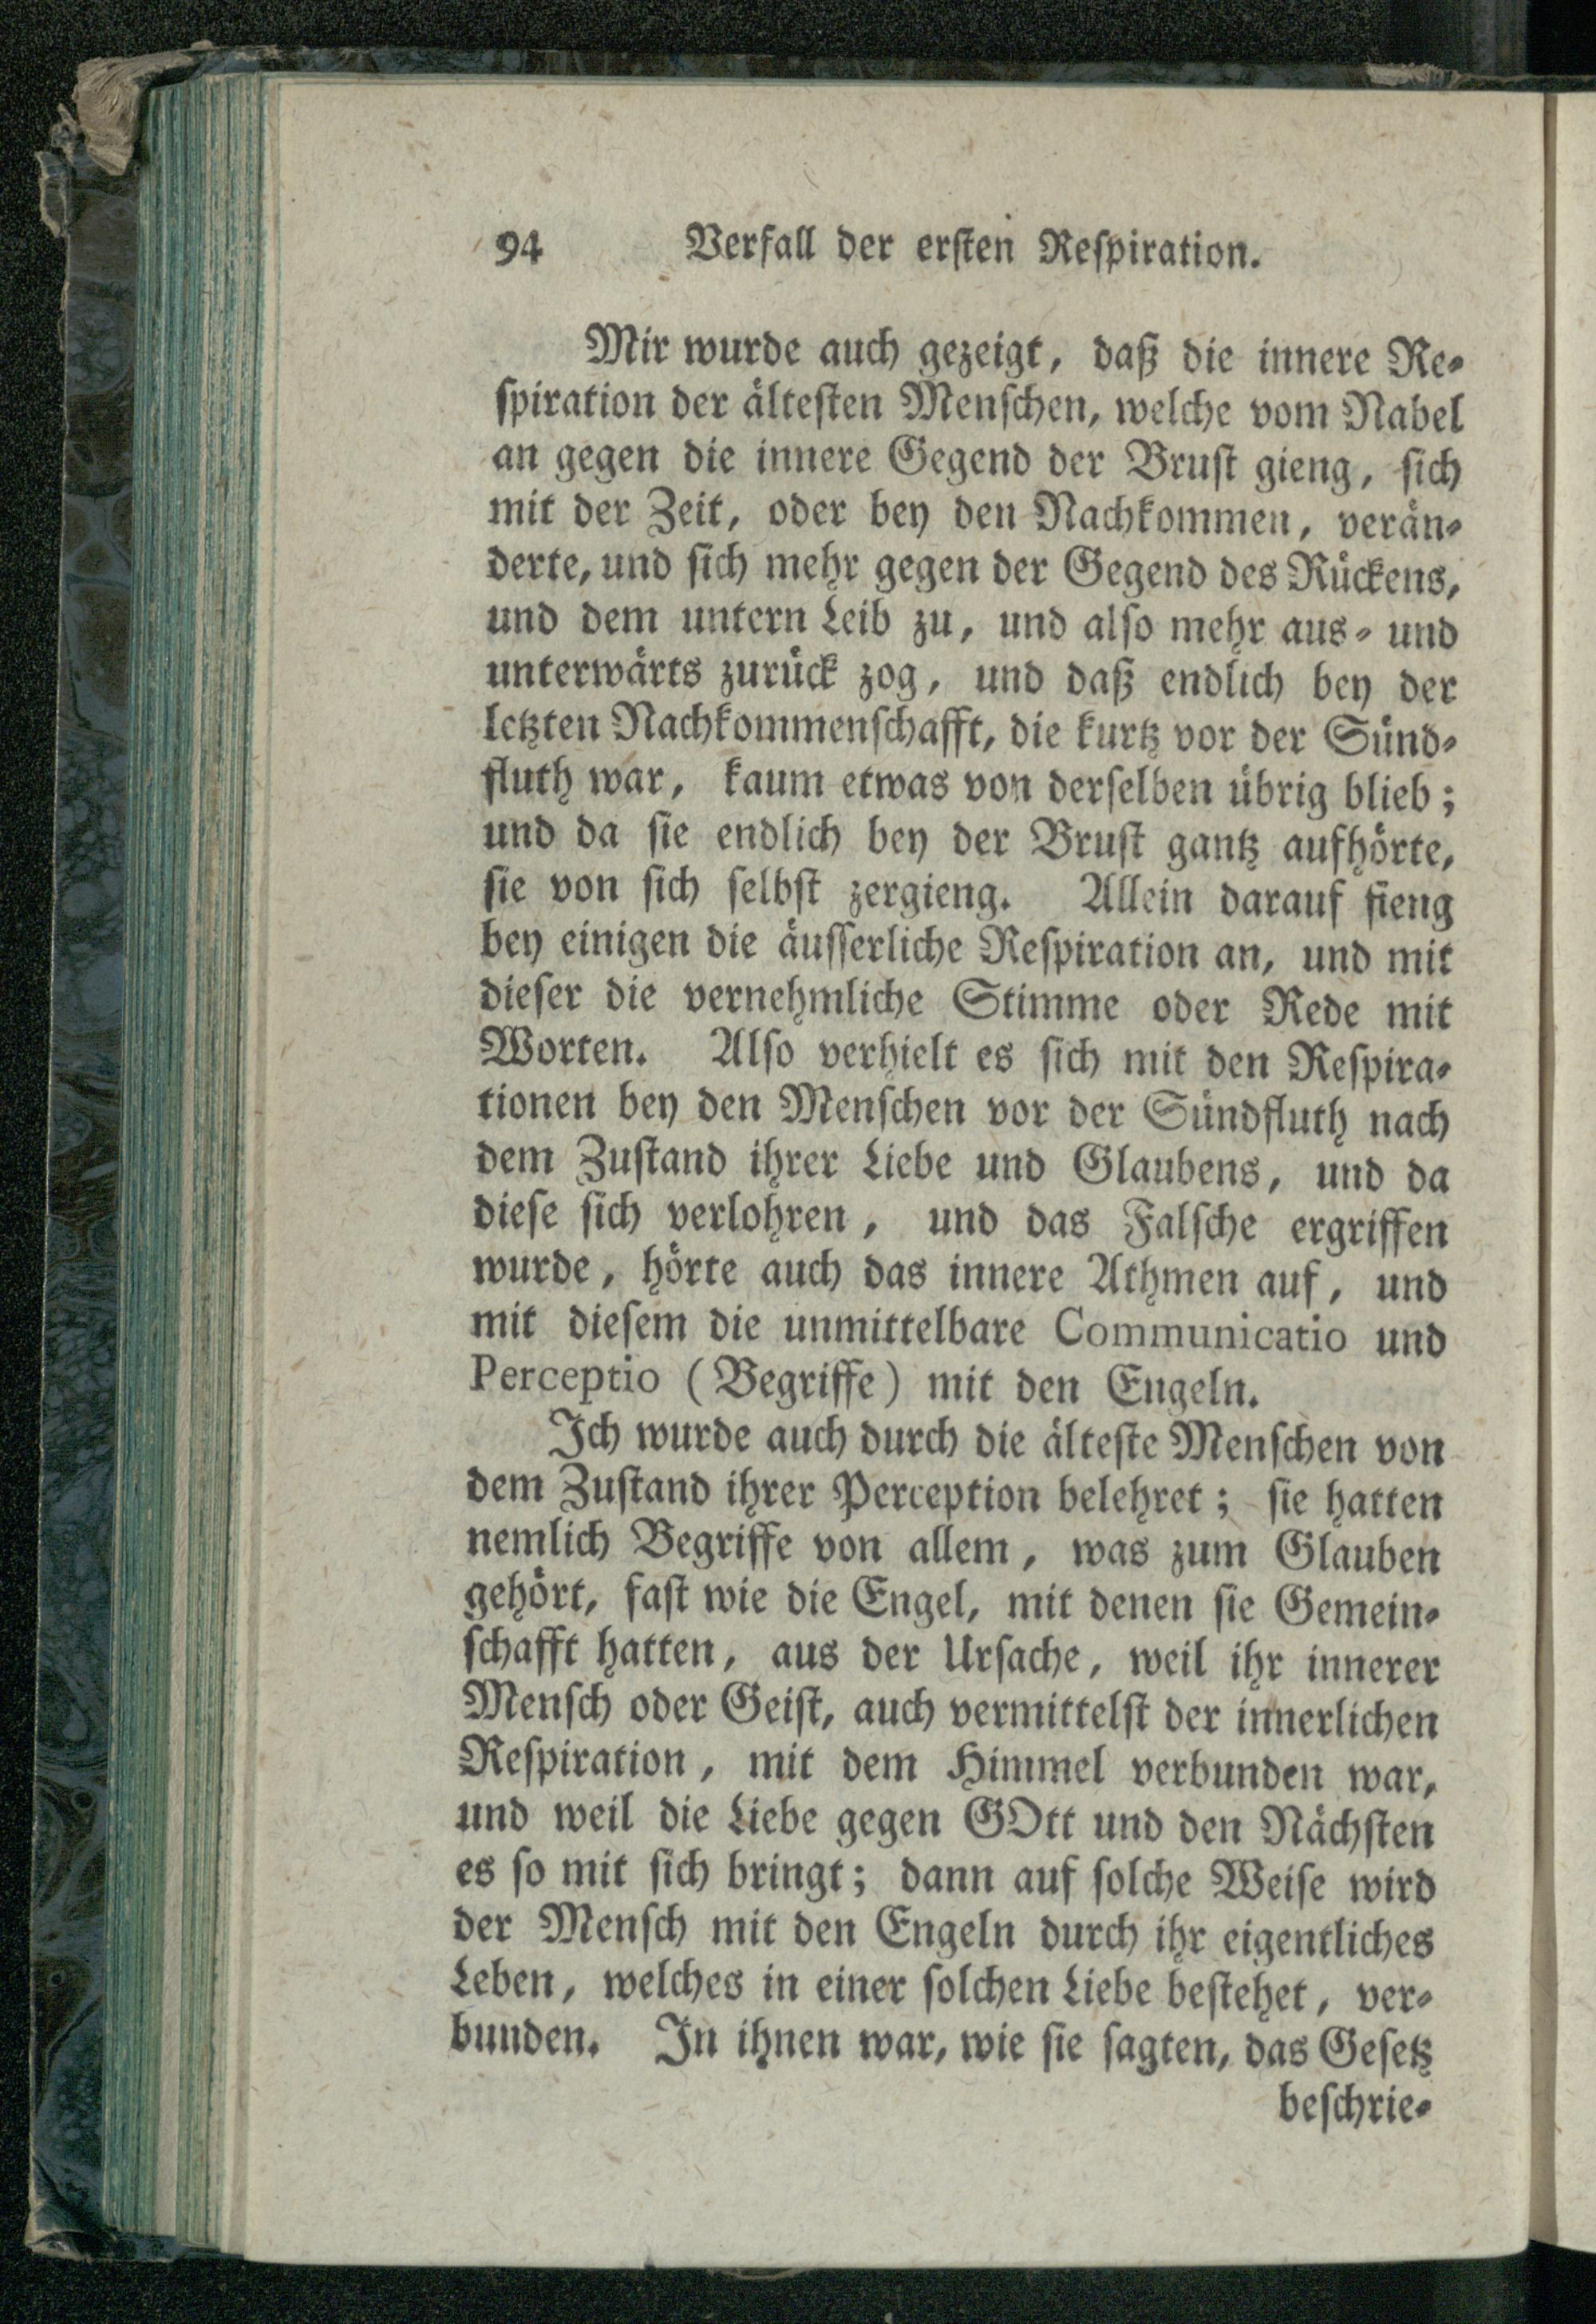 94 Verfall der ersten Reſpiration.
Mir wurde auch gezeigt, daß die innere Re-
ſpiration der älteſten Menſchen, welche vom Nabel
an gegen die innere Gegend der Bruſt gieng, ſich
mit der Zeit, oder bey den Nachkommen, verän-
derte, und ſich mehr gegen der Gegend des Rückens,
und dem untern Leib zu, und alſo mehr aus- und
unterwärts zurück zog, und daß endlich bey der
letzten Nachkommenſchafft, die kurtz vor der Sünd-
fluth war, kaum etwas von derſelben übrig blieb;
und da ſie endlich bey der Bruſt gantz aufhörte,
ſie von ſich ſelbſt zergieng. Allein darauf fieng
bey einigen die äuſſerliche Reſpiration an, und mit
dieſer die vernehmliche Stimme oder Rede mit
Worten. Alſo verhielt es ſich mit den Reſpira-
tionen bey den Menſchen vor der Sündfluth nach
dem Zuſtand ihrer Liebe und Glaubens, und da
dieſe ſich verlohren, und das Falſche ergriffen
wurde, hörte auch das innere Athmen auf, und
mit dieſem die unmittelbare Communicatio und
Perceptio (Begriffe) mit den Engeln.
Ich wurde auch durch die älteſte Menſchen von
dem Zuſtand ihrer Perception belehret; ſie hatten
nemlich Begriffe von allem, was zum Glauben
gehört, faſt wie die Engel, mit denen ſie Gemein-
ſchafft hatten, aus der Urſache, weil ihr innerer
Menſch oder Geiſt, auch vermittelſt der innerlichen
Reſpiration, mit dem Himmel verbunden war,
und weil die Liebe gegen GOtt und den Nächſten
es ſo mit ſich bringt; dann auf ſolche Weiſe wird
der Menſch mit den Engeln durch ihr eigentliches
Leben, welches in einer ſolchen Liebe beſtehet, ver-
bunden. In ihnen war, wie ſie ſagten, das Geſetz
beſchrie-